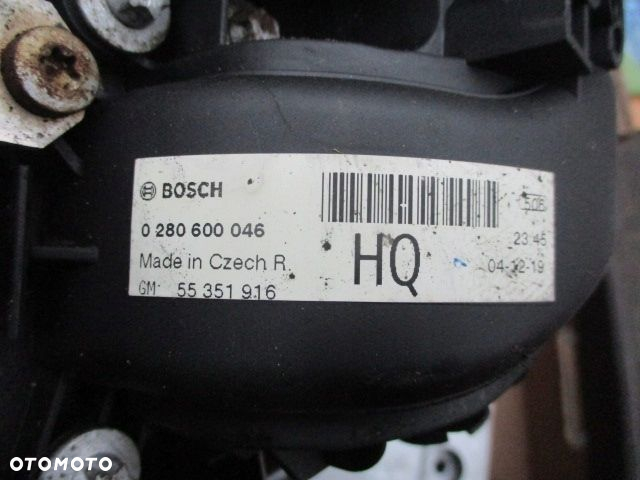 BOSCH
0 280 600 046
Made in Czech R.
GM 55 351 916
HQ
23 45
04-12-19
OTOMOTO